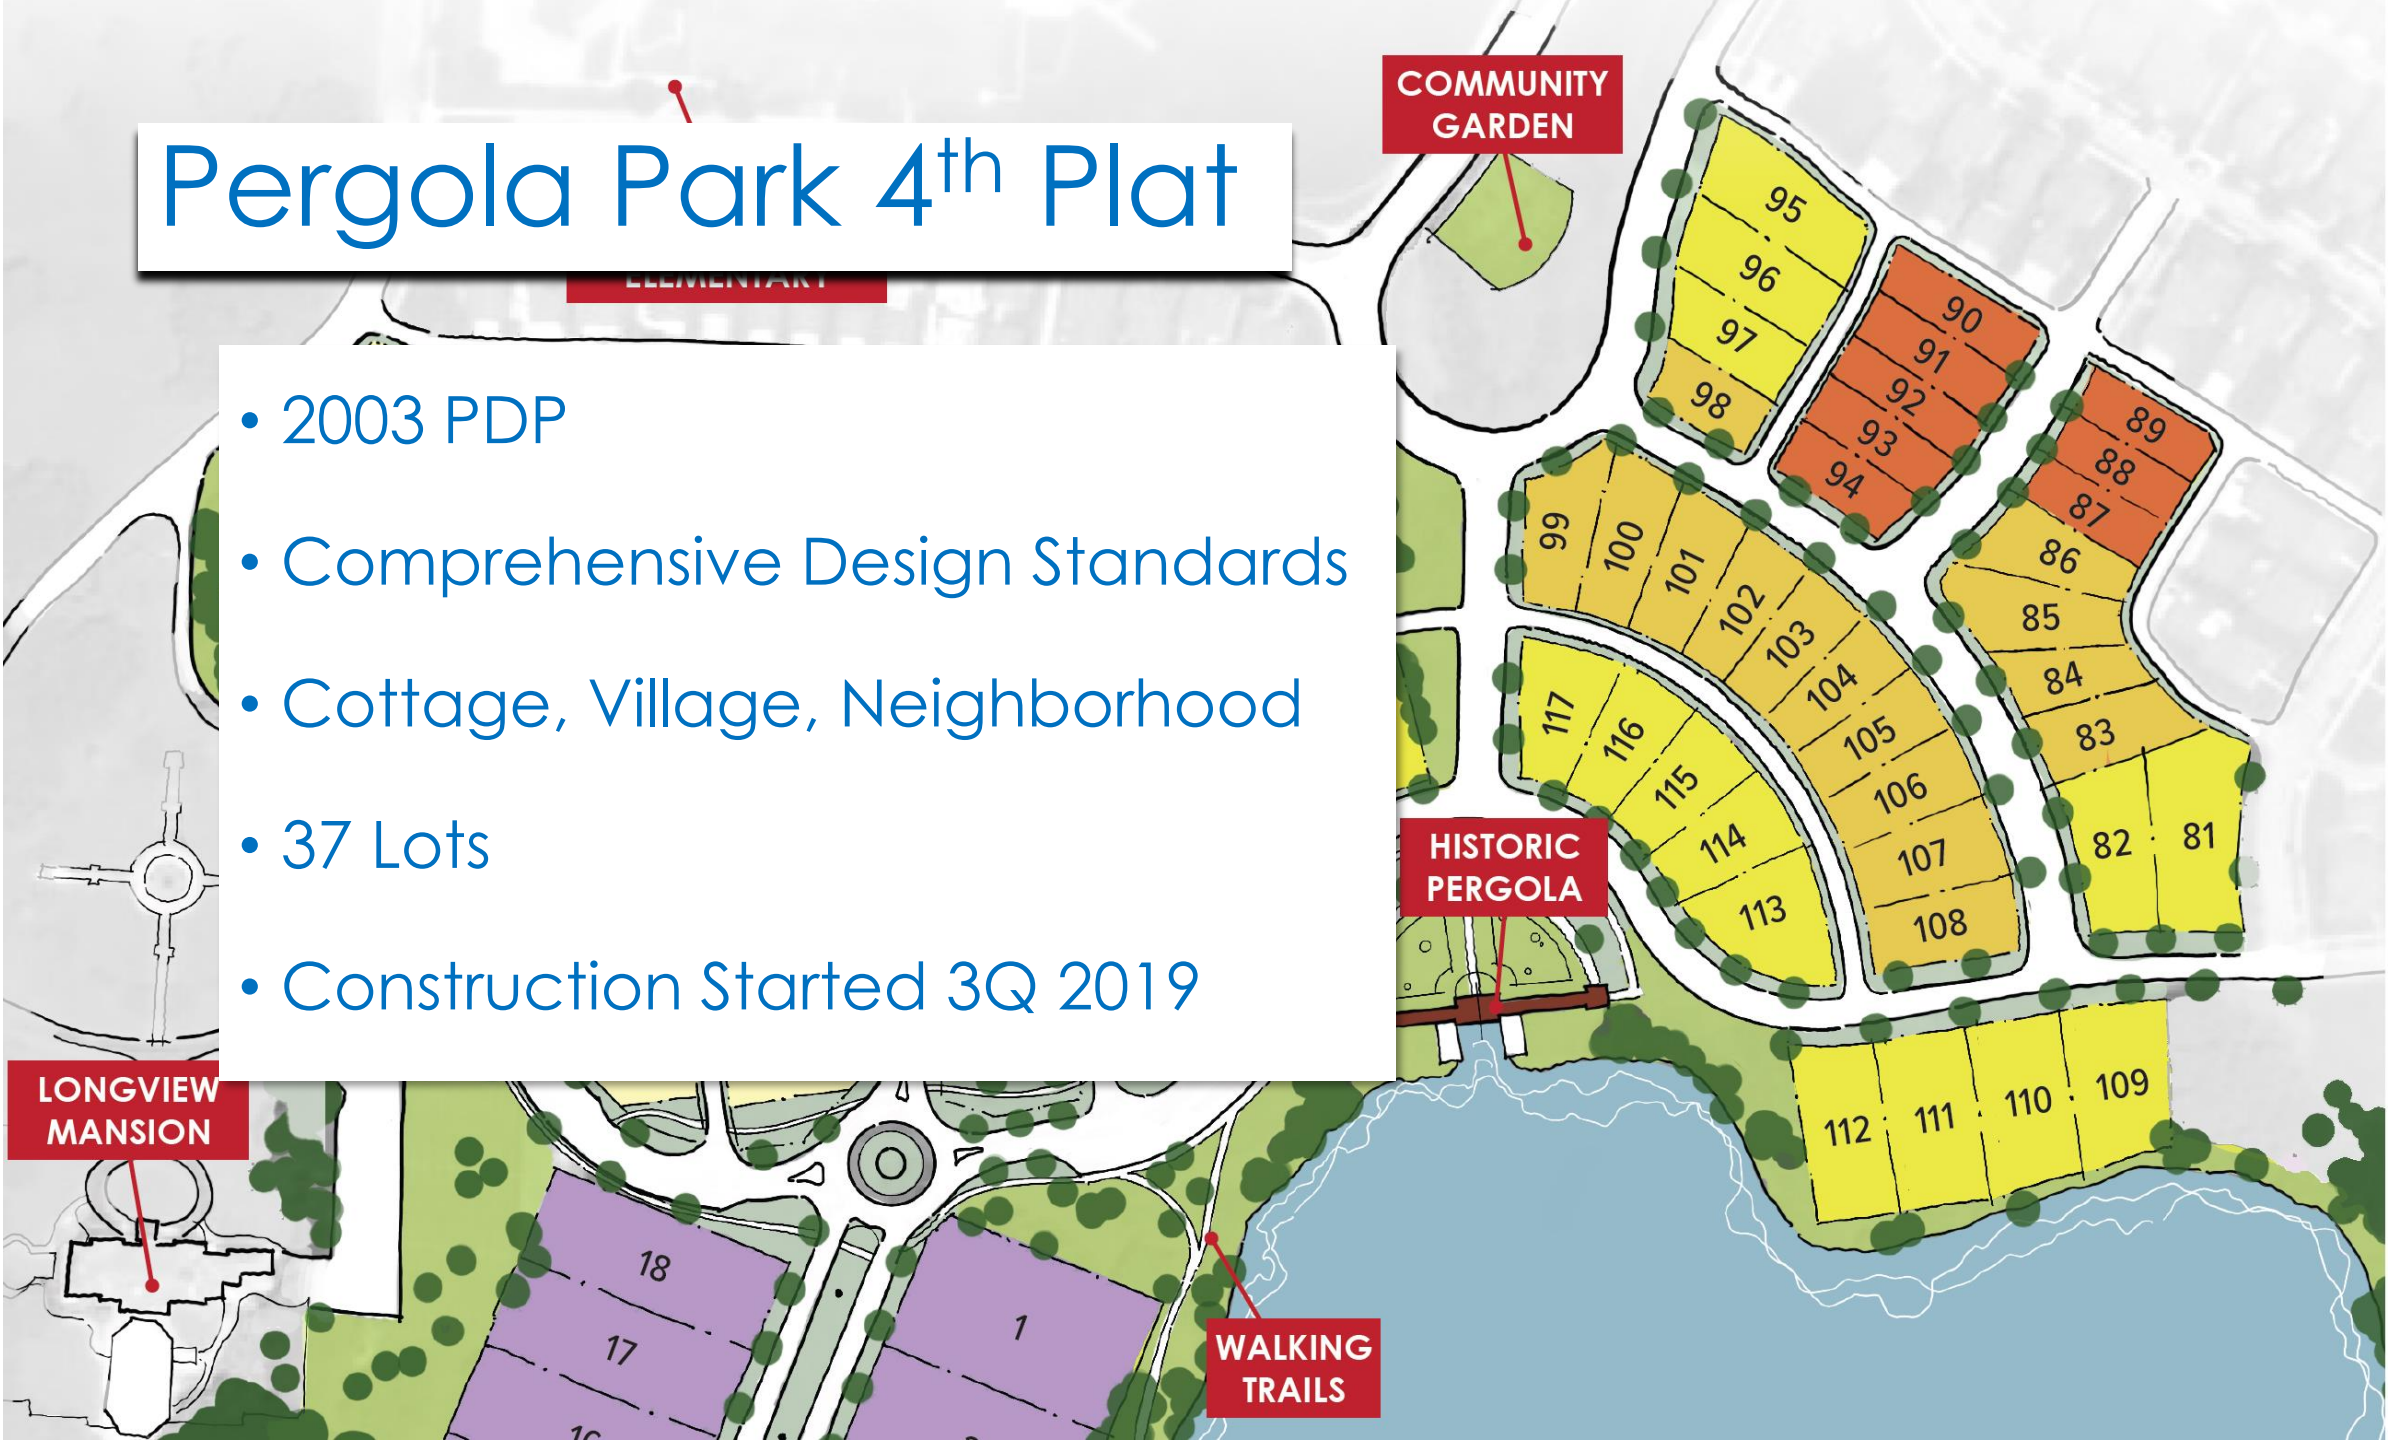 Pergola Park 4th Plat
• 2003 PDP
• Comprehensive Design Standards
• Cottage, Village, Neighborhood
• 37 Lots
• Construction Started 3Q 2019
ELEMENTARY
COMMUNITY
GARDEN
95
96
97
98
90
91
92
93
94
89
88
87
86
85
84
83
82
81
99
100
101
102
103
104
105
106
107
108
117
116
115
114
113
HISTORIC
PERGOLA
112
111
110
109
LONGVIEW
MANSION
18
17
16
1
WALKING
TRAILS